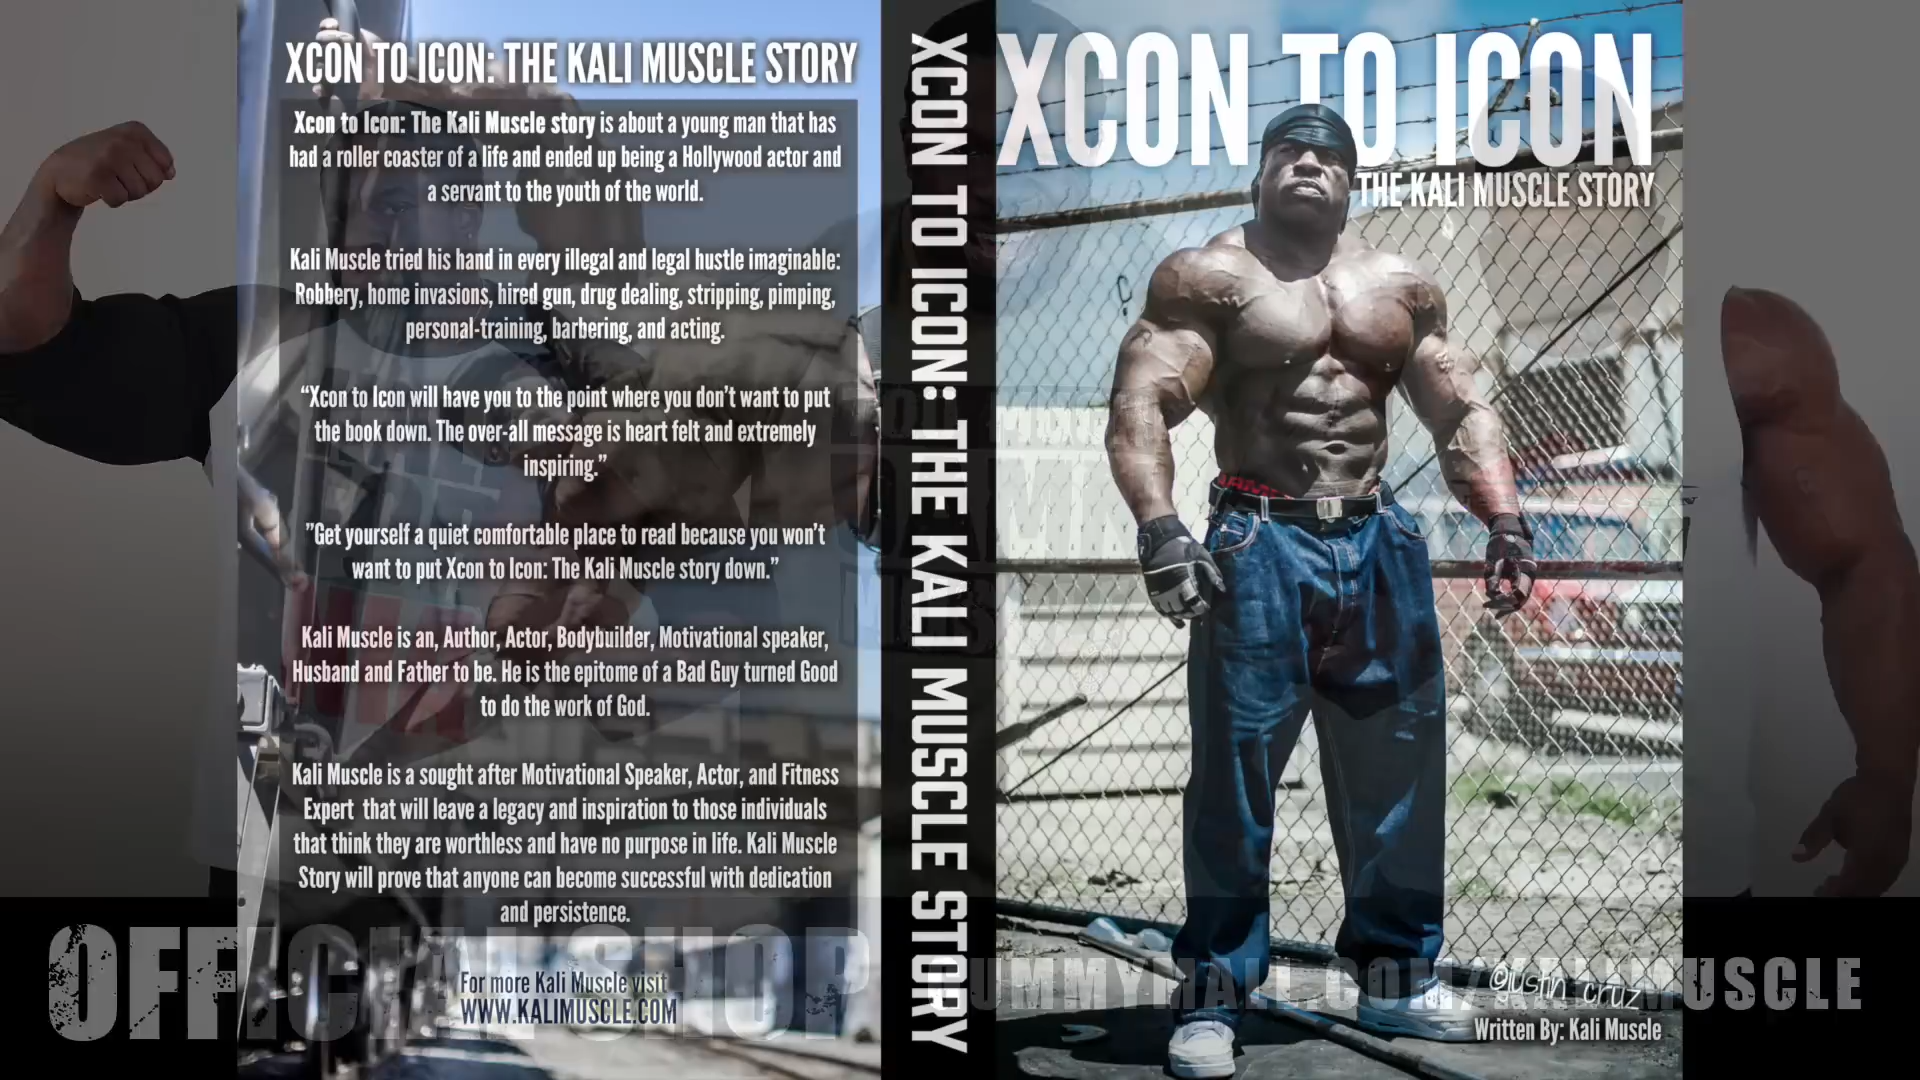 XCON TO ICON: THE KALI MUSCLE STORY
Xcon to Icon: The Kali Muscle story is about a young man that has
had a roller coaster of a life and ended up being a Hollywood actor and
a servant to the youth of the world.
Kali Muscle tried his hand in every illegal and legal hustle imaginable:
Robbery, home invasions, hired gun, drug dealing, stripping, pimping,
personal-training, barbering, and acting.
“Xcon to Icon will have you to the point where you don’t want to put
the book down. The over-all message is heart felt and extremely
inspiring.”
”Get yourself a quiet comfortable place to read because you won’t
want to put Xcon to Icon: The Kali Muscle story down.”
Kali Muscle is an, Author, Actor, Bodybuilder, Motivational speaker,
Husband and Father to be. He is the epitome of a Bad Guy turned Good
to do the work of God.
Kali Muscle is a sought after Motivational Speaker, Actor, and Fitness
Expert that will leave a legacy and inspiration to those individuals
that think they are worthless and have no purpose in life. Kali Muscle
Story will prove that anyone can become successful with dedication
and persistence.
For more Kali Muscle visit
WWW.KALIMUSCLE.COM
XCON TO ICON: THE KALI MUSCLE STORY
XCON TO ICON
THE KALI MUSCLE STORY
@justin_cruz
Written By: Kali Muscle
OFFICIAL SHOP